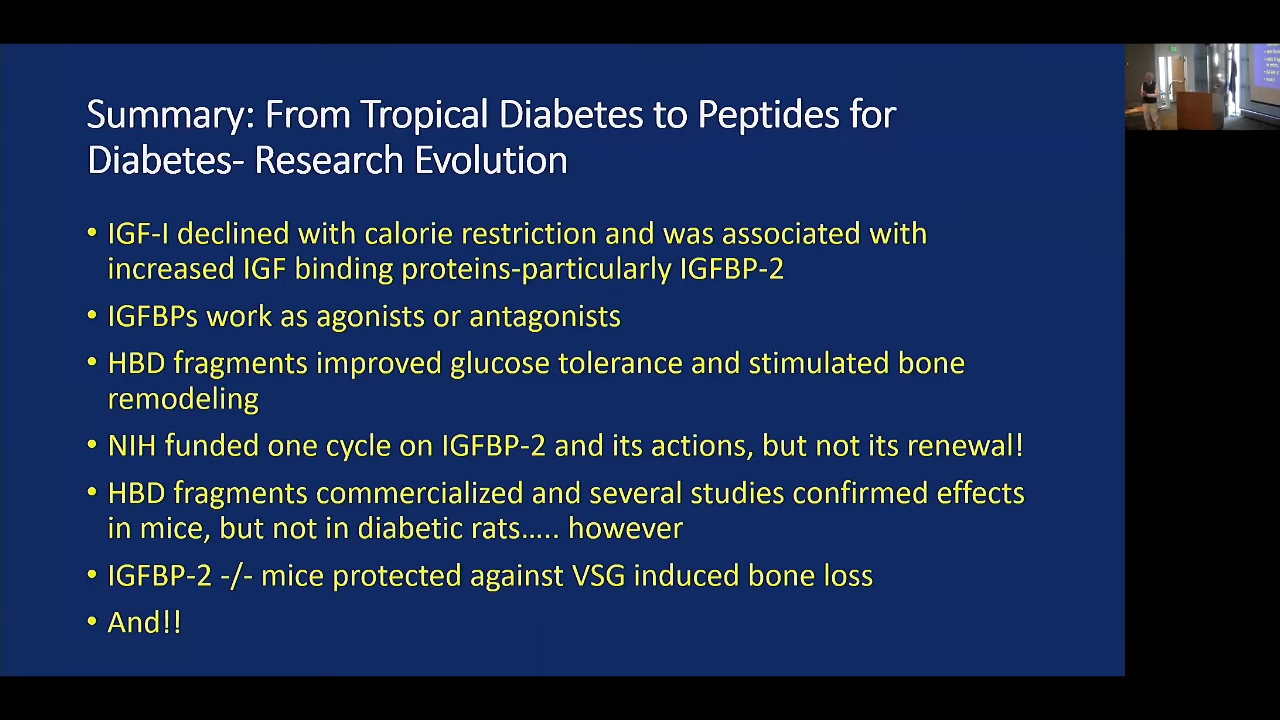 Summary: From Tropical Diabetes to Peptides for
Diabetes- Research Evolution
• IGF-I declined with calorie restriction and was associated with
increased IGF binding proteins-particularly IGFBP-2
• IGFBPs work as agonists or antagonists
• HBD fragments improved glucose tolerance and stimulated bone
remodeling
• NIH funded one cycle on IGFBP-2 and its actions, but not its renewal!
• HBD fragments commercialized and several studies confirmed effects
in mice, but not in diabetic rats….. however
• IGFBP-2 -/- mice protected against VSG induced bone loss
• And!!